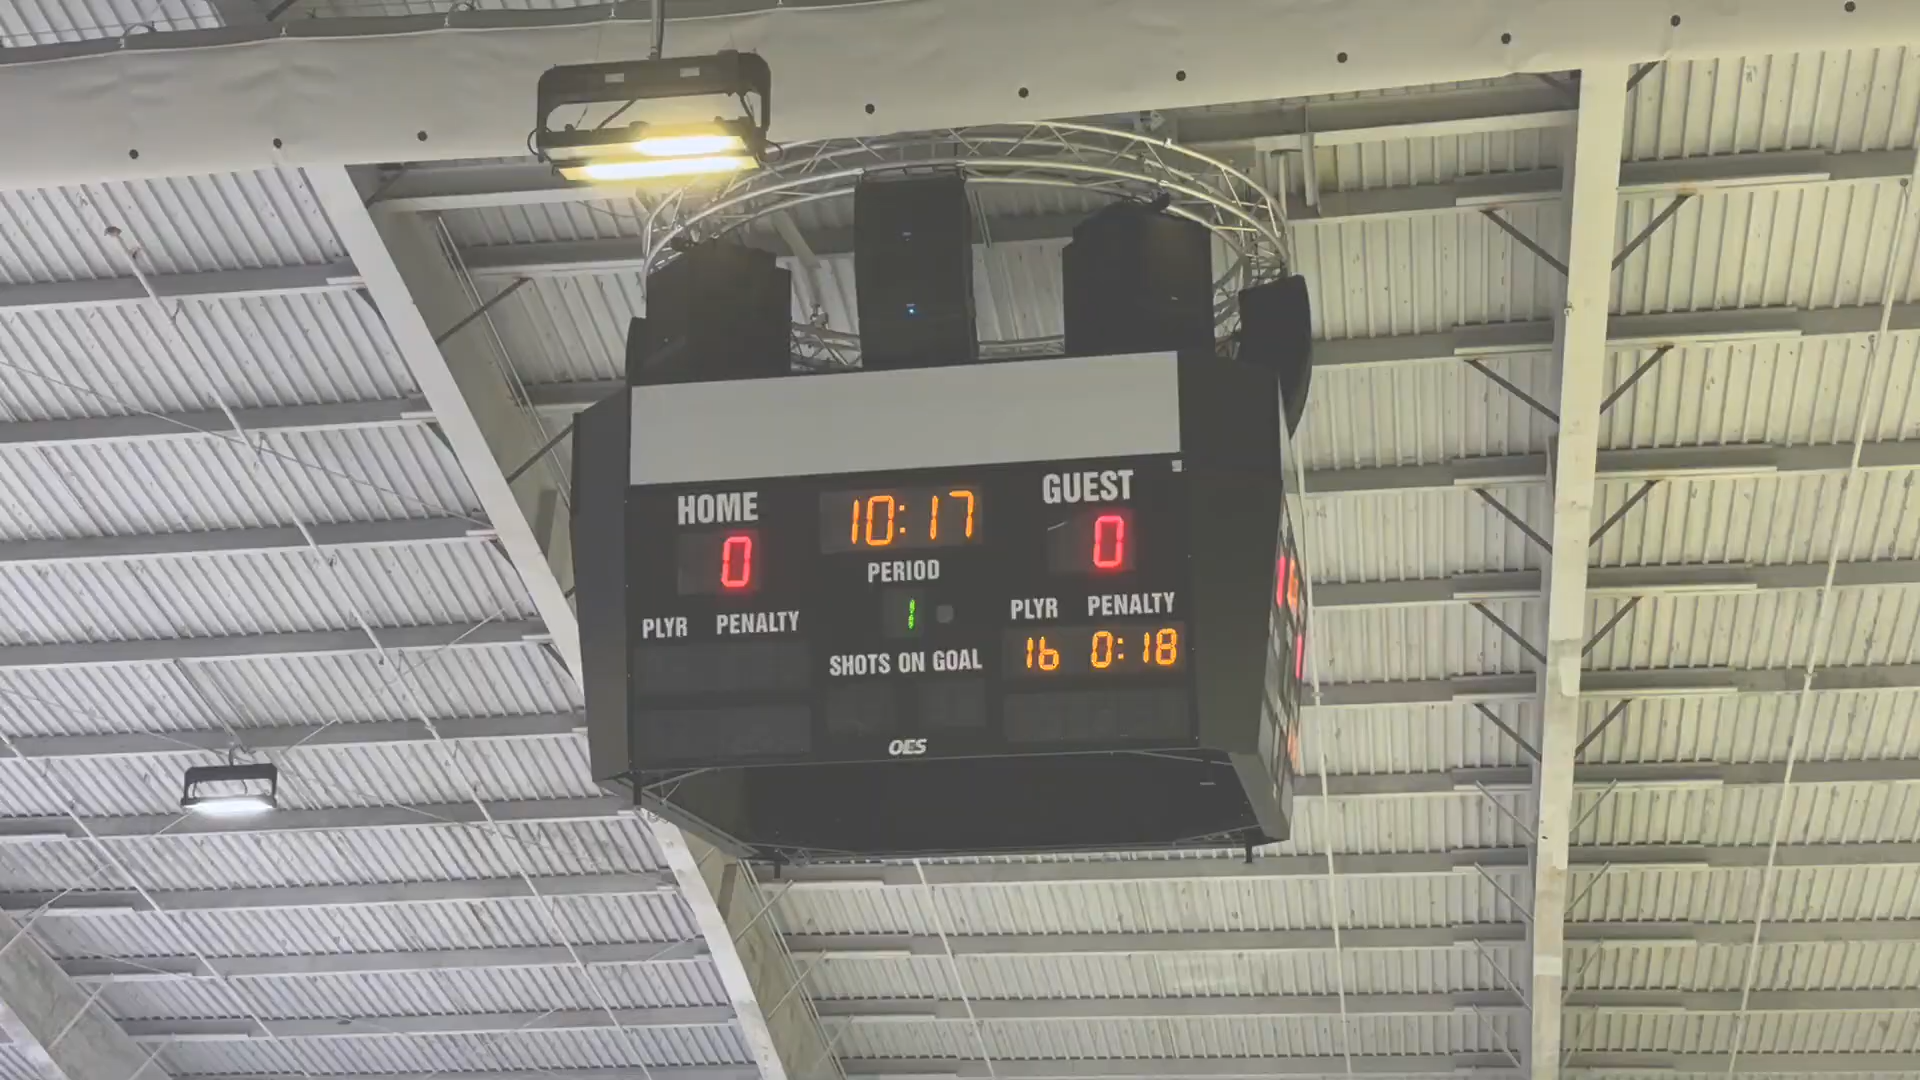 HOME 10:17 GUEST
0 0
PERIOD
1
PLYR PENALTY PLYR PENALTY
16 0:18
SHOTS ON GOAL
OES